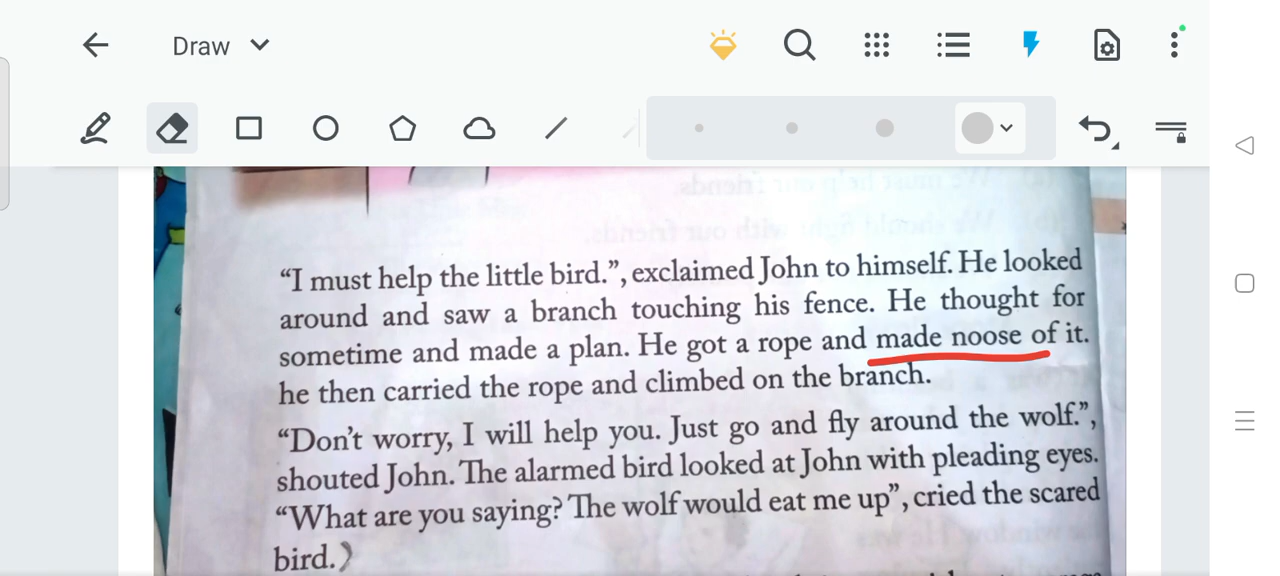 Draw
"I must help the little bird.", exclaimed John to himself. He looked
around and saw a branch touching his fence. He thought for
sometime and made a plan. He got a rope and made noose of it.
he then carried the rope and climbed on the branch.
"Don't worry, I will help you. Just go and fly around the wolf.",
shouted John. The alarmed bird looked at John with pleading eyes.
"What are you saying? The wolf would eat me up", cried the scared
bird.)